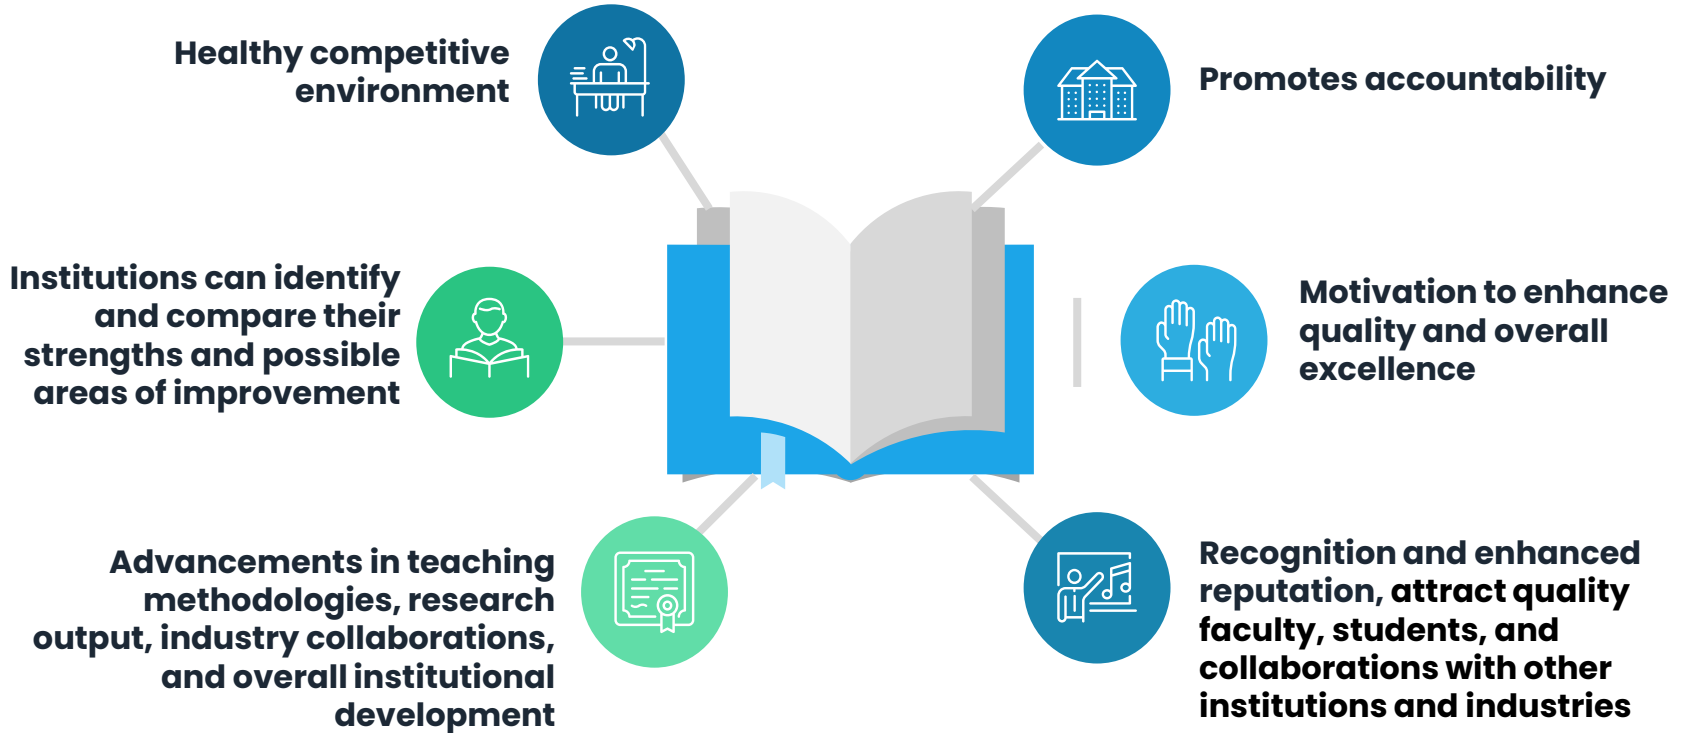 Healthy competitive
environment
Promotes accountability
Institutions can identify
and compare their
strengths and possible
areas of improvement
Motivation to enhance
quality and overall
excellence
Advancements in teaching
methodologies, research
output, industry collaborations,
and overall institutional
development
Recognition and enhanced
reputation, attract quality
faculty, students, and
collaborations with other
institutions and industries